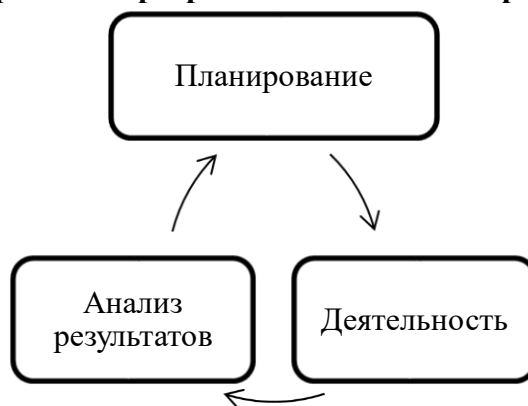 Планирование
Анализ
результатов
Деятельность